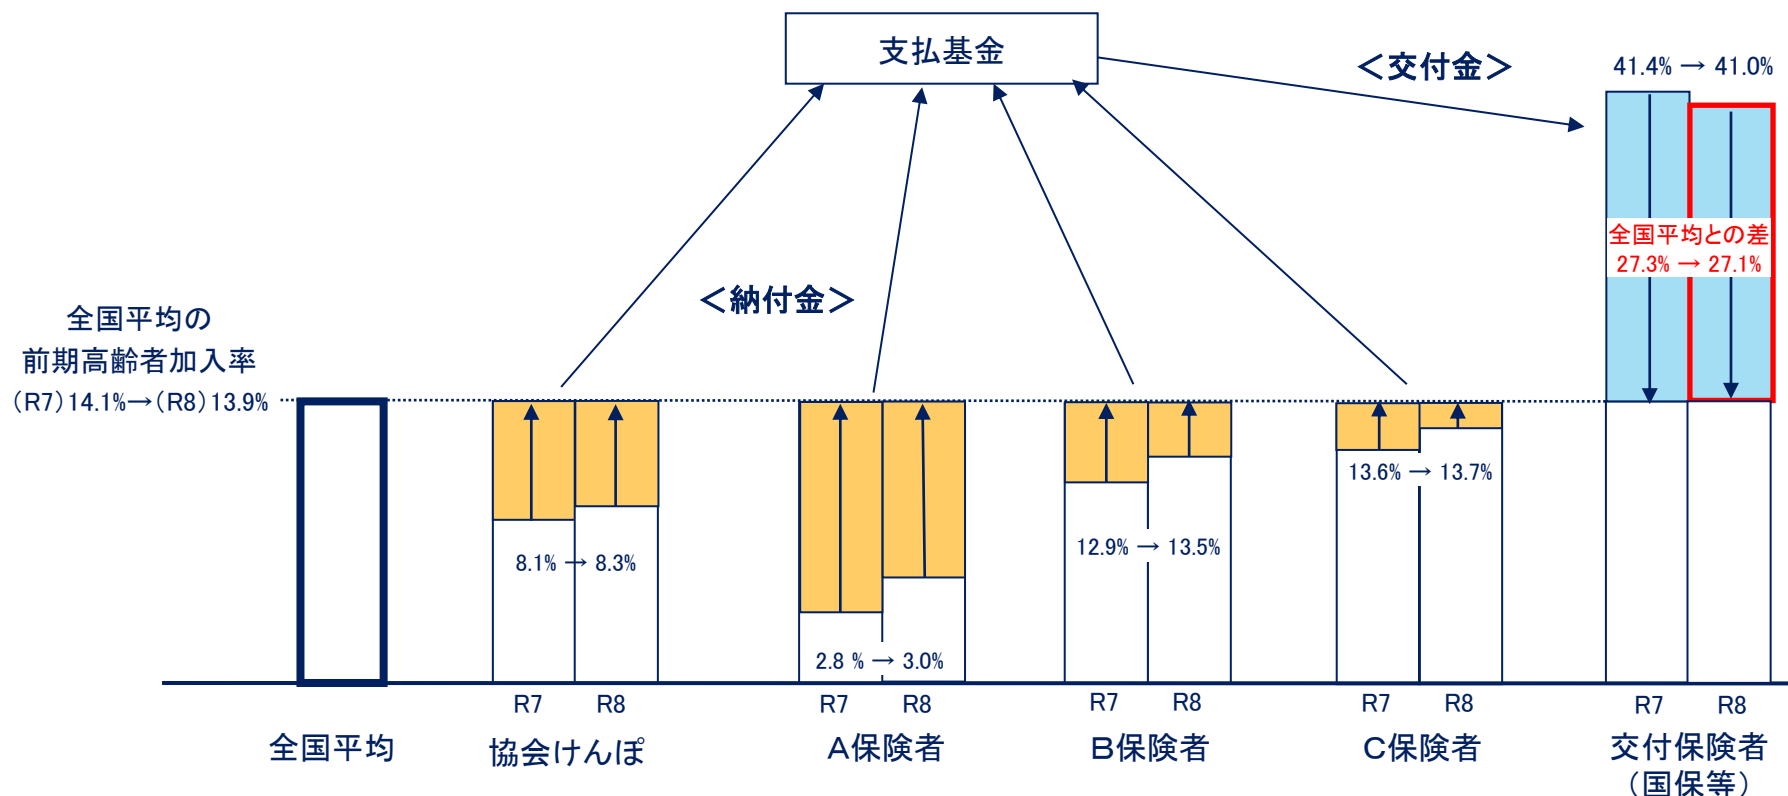 支払基金
＜交付金＞
41.4% → 41.0%
全国平均との差
27.3% → 27.1%
＜納付金＞
全国平均の
前期高齢者加入率
（R7）14.1%→（R8）13.9%
8.1% → 8.3%
2.8 % → 3.0%
12.9% → 13.5%
13.6% → 13.7%
R7 R8
R7 R8
R7 R8
R7 R8
R7 R8
全国平均
協会けんぽ
A保険者
B保険者
C保険者
交付保険者
（国保等）